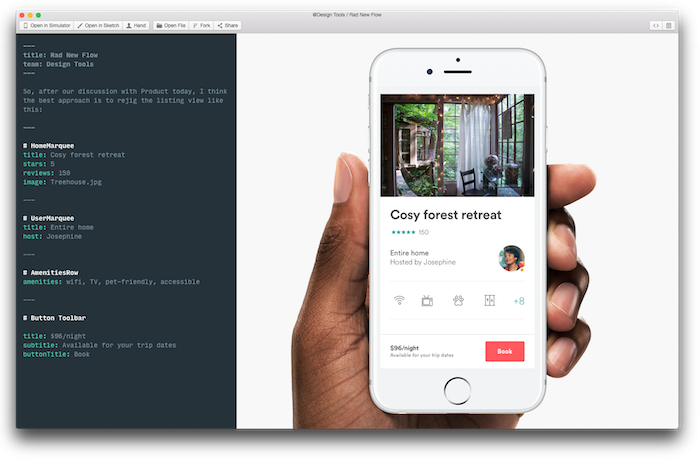 @Design Tools / Rad New Flow
Open in Simulator
Open in Sketch
Hand
Open File
Fork
Share
---
title: Rad New Flow
team: Design Tools
---
So, after our discussion with Product today, I think
the best approach is to rejig the listing view like
this:
---
# HomeMarquee
title: Cosy forest retreat
stars: 5
reviews: 150
image: Treehouse.jpg
---
# UserMarquee
title: Entire home
host: Josephine
---
# AmenitiesRow
amenities: wifi, TV, pet-friendly, accessible
---
# Button Toolbar
title: $96/night
subtitle: Available for your trip dates
buttonTitle: Book
Cosy forest retreat
★★★★★ 150
Entire home
Hosted by Josephine
+8
$96/night
Available for your trip dates
Book